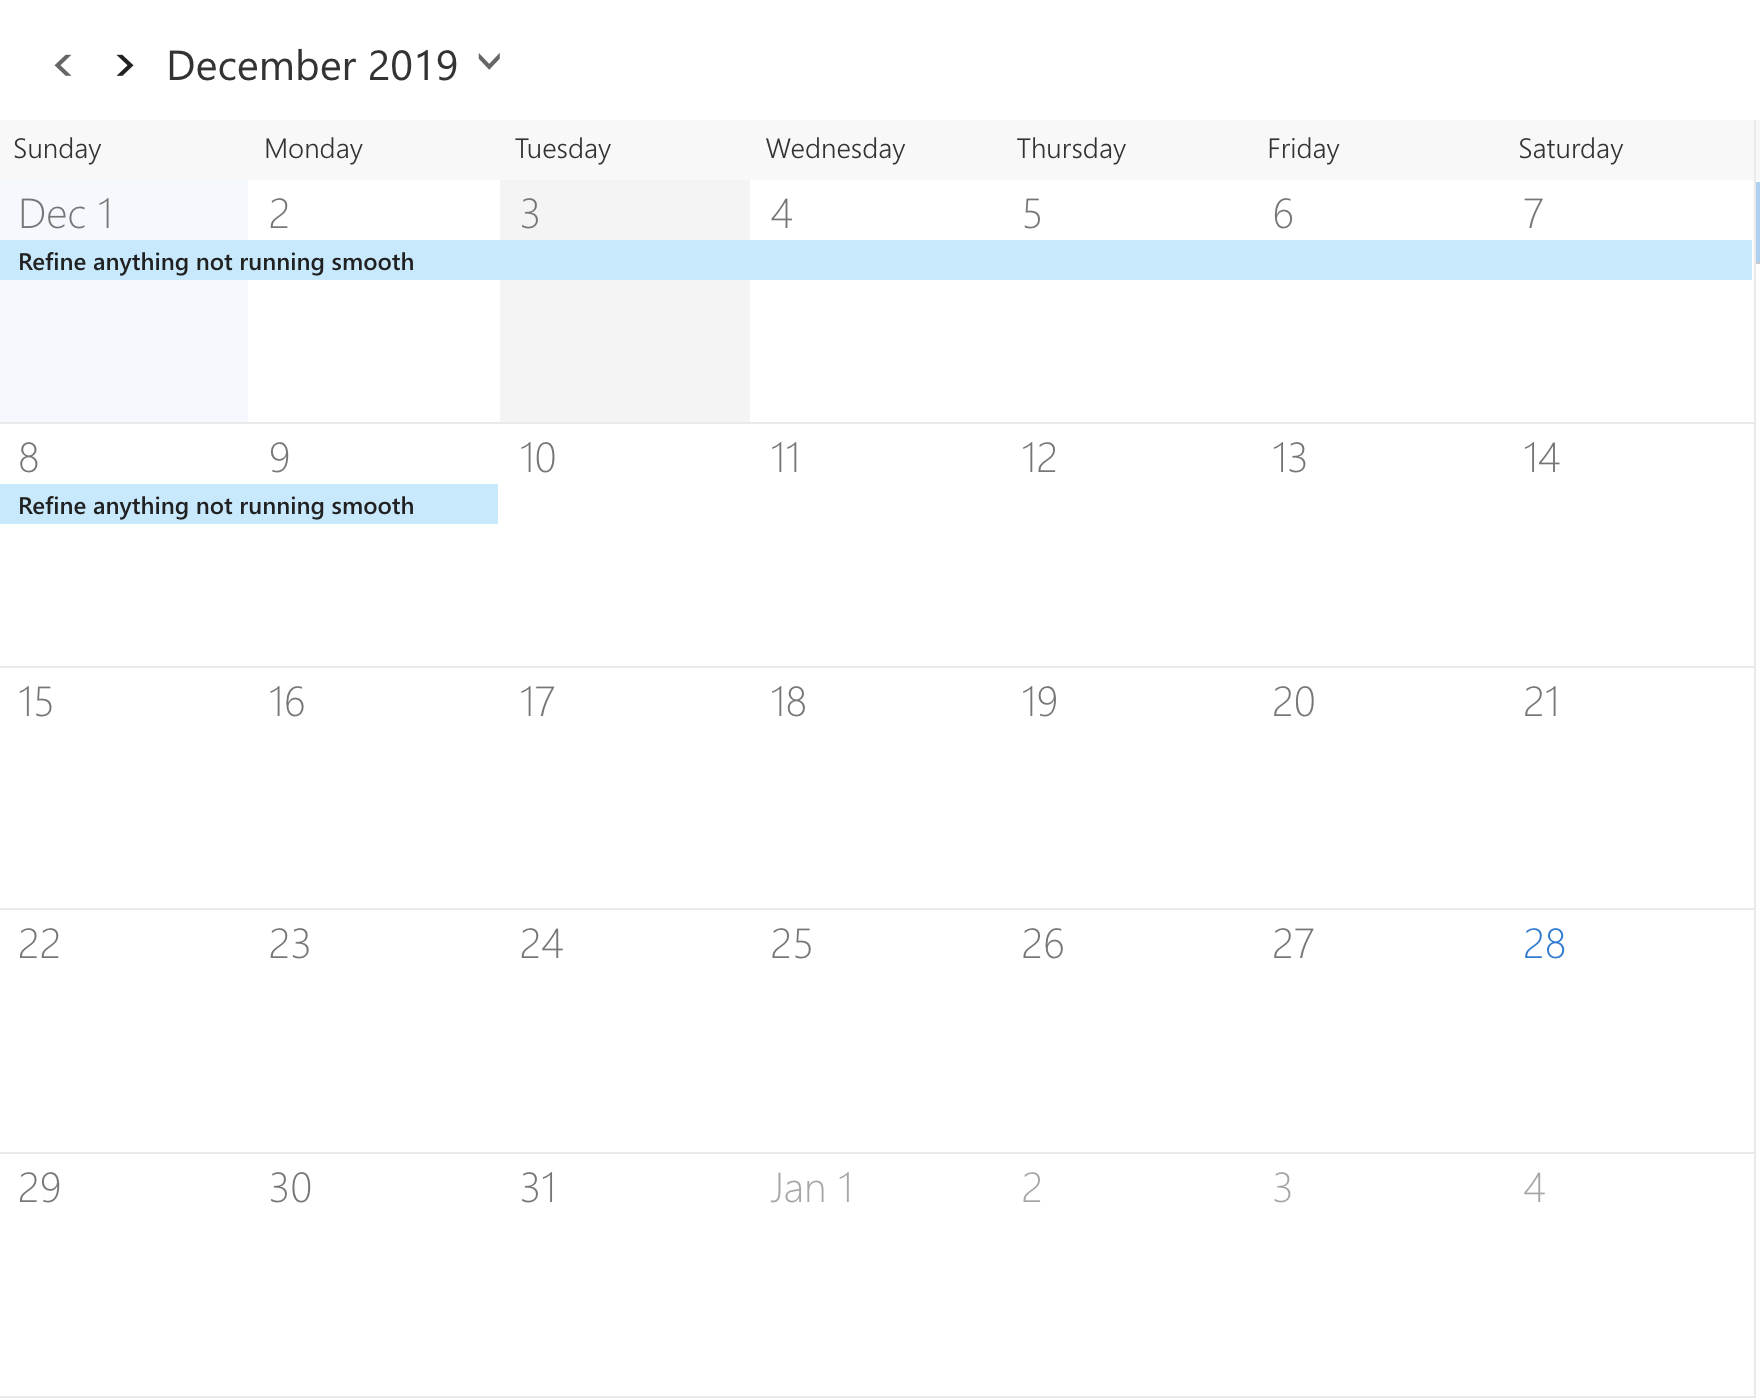 December 2019
Sunday Monday Tuesday Wednesday Thursday Friday Saturday
Dec 1 2 3 4 5 6 7
Refine anything not running smooth
8 9 10 11 12 13 14
Refine anything not running smooth
15 16 17 18 19 20 21
22 23 24 25 26 27 28
29 30 31 Jan 1 2 3 4